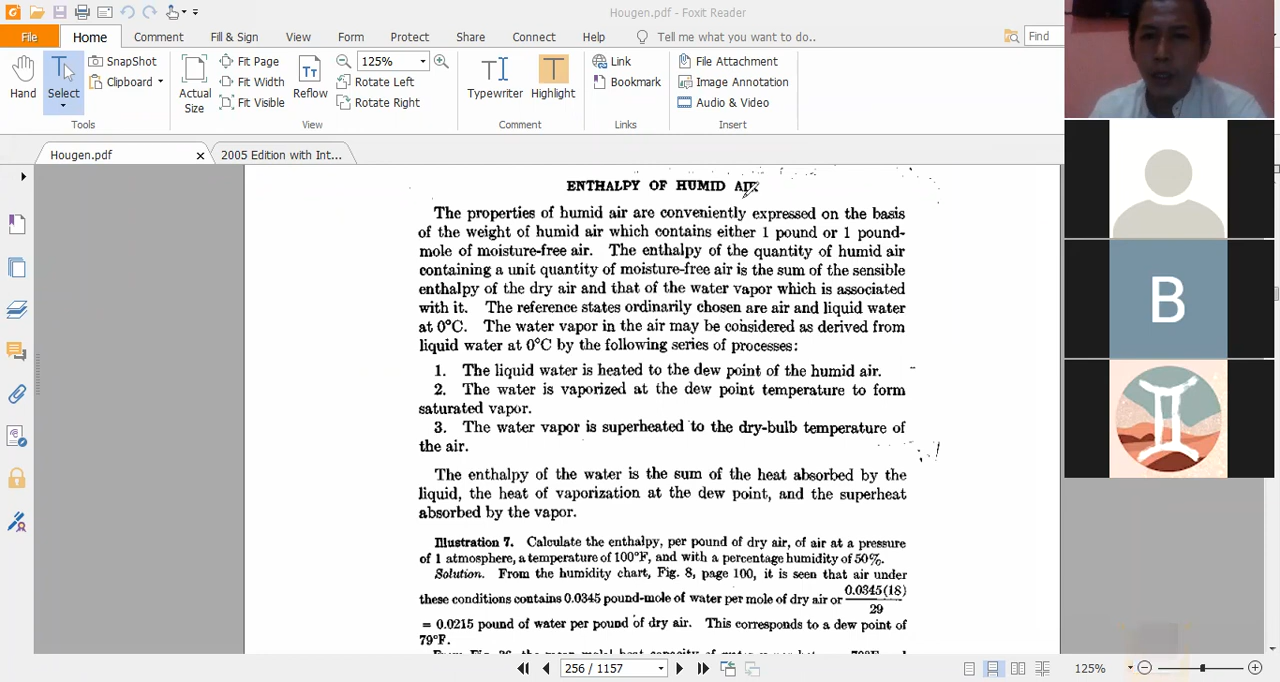 Hougen.pdf - Foxit Reader
File
Home
Comment
Fill & Sign
View
Form
Protect
Share
Connect
Help
Tell me what you want to do..
Find
Hand
Select
SnapShot
Clipboard
Actual
Size
Fit Page
Fit Width
Fit Visible
Reflow
125%
Rotate Left
Rotate Right
Typewriter
Highlight
Link
Bookmark
File Attachment
Image Annotation
Audio & Video
Tools
View
Comment
Links
Insert
Hougen.pdf
2005 Edition with Int...
ENTHALPY OF HUMID AIR
The properties of humid air are conveniently expressed on the basis
of the weight of humid air which contains either 1 pound or 1 pound-
mole of moisture-free air. The enthalpy of the quantity of humid air
containing a unit quantity of moisture-free air is the sum of the sensible
enthalpy of the dry air and that of the water vapor which is associated
with it. The reference states ordinarily chosen are air and liquid water
at 0°C. The water vapor in the air may be considered as derived from
liquid water at 0°C by the following series of processes:
1. The liquid water is heated to the dew point of the humid air.
2. The water is vaporized at the dew point temperature to form
saturated vapor.
3. The water vapor is superheated to the dry-bulb temperature of
the air.
The enthalpy of the water is the sum of the heat absorbed by the
liquid, the heat of vaporization at the dew point, and the superheat
absorbed by the vapor.
Illustration 7. Calculate the enthalpy, per pound of dry air, of air at a pressure
of 1 atmosphere, a temperature of 100°F, and with a percentage humidity of 50%.
Solution. From the humidity chart, Fig. 8, page 100, it is seen that air under
these conditions contains 0.0345 pound-mole of water per mole of dry air or 0.0345(18)
29
= 0.0215 pound of water per pound of dry air. This corresponds to a dew point of
79°F.
B
256 / 1157
125%